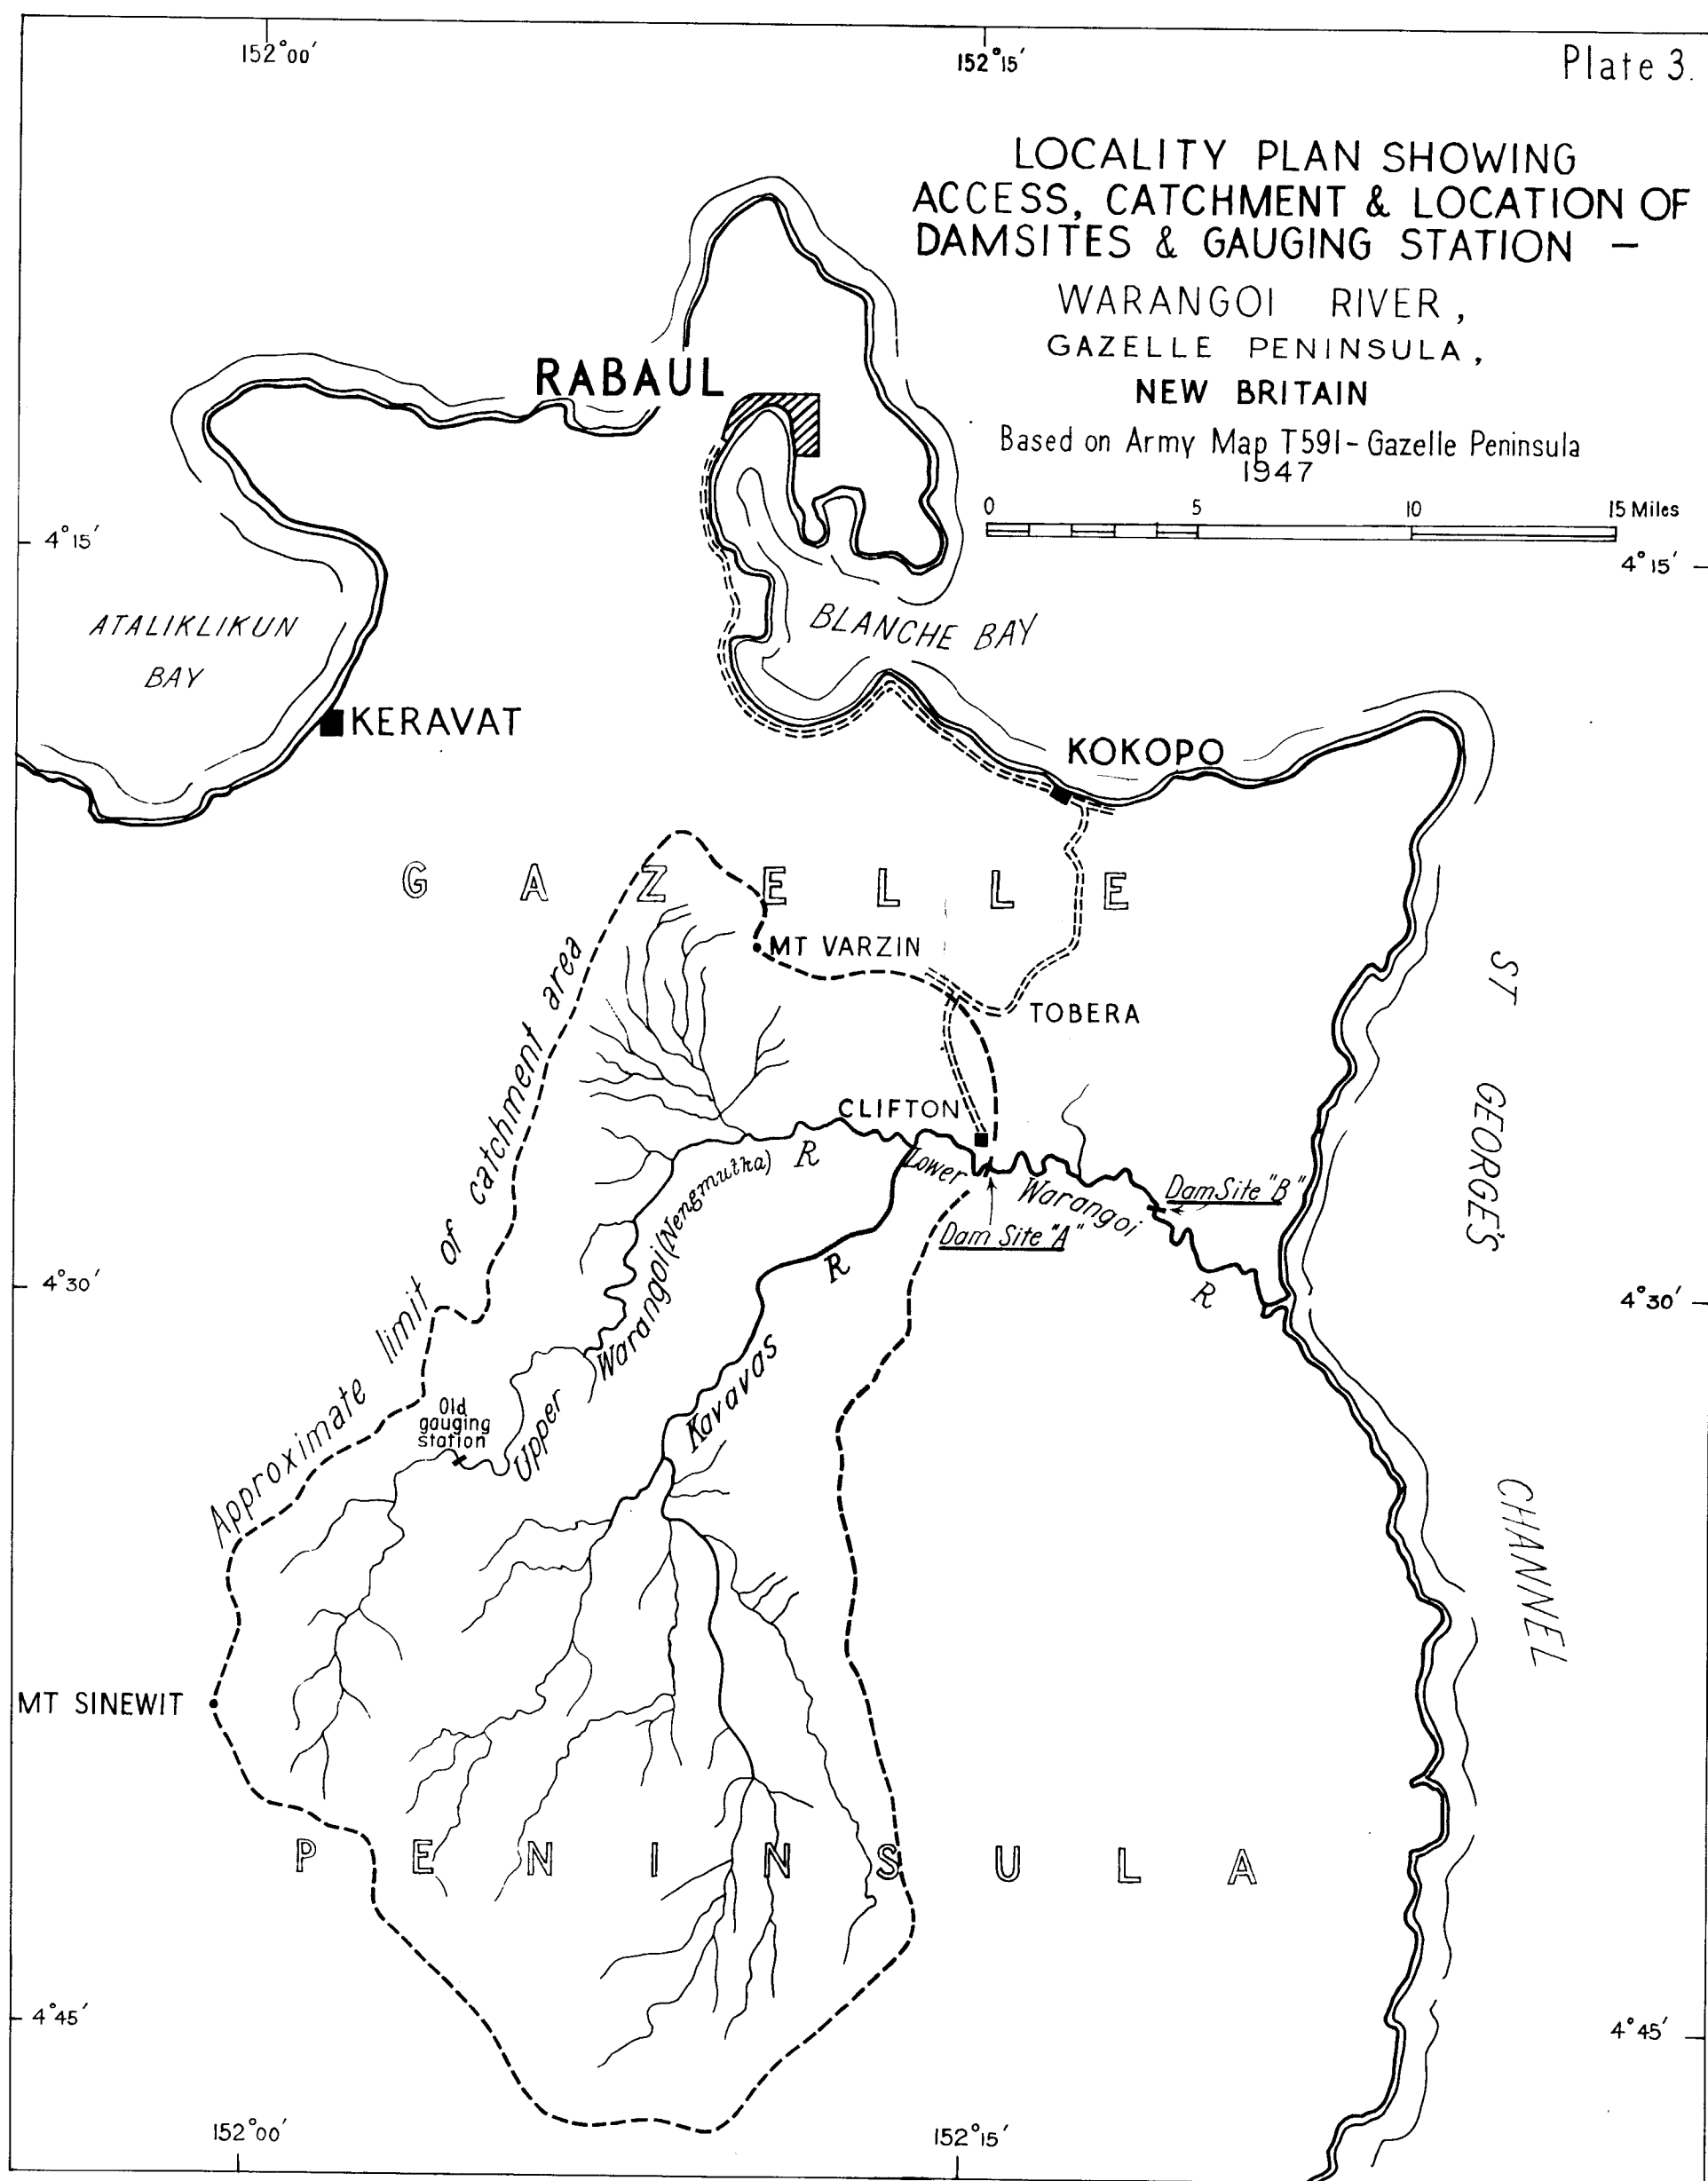 152°00'
152°15'
Plate 3.
LOCALITY PLAN SHOWING
ACCESS, CATCHMENT & LOCATION OF
DAMSITES & GAUGING STATION —
WARANGOI RIVER,
GAZELLE PENINSULA,
NEW BRITAIN
Based on Army Map T591 - Gazelle Peninsula
1947
0 5 10 15 Miles
RABAUL
4°15'
4°15'
ATALIKLIKUN
BAY
BLANCHE BAY
KERAVAT
KOKOPO
GAZELLE
MT VARZIN
TOBERA
ST GEORGE'S CHANNEL
Approximate limit of catchment area
CLIFTON
R
Lower Warangoi R
Dam Site "A"
Dam Site "B"
Upper Warangoi (Nengmutka)
Kavavas R
4°30'
4°30'
Old
gauging
station
MT SINEWIT
PENINSULA
4°45'
4°45'
152°00'
152°15'